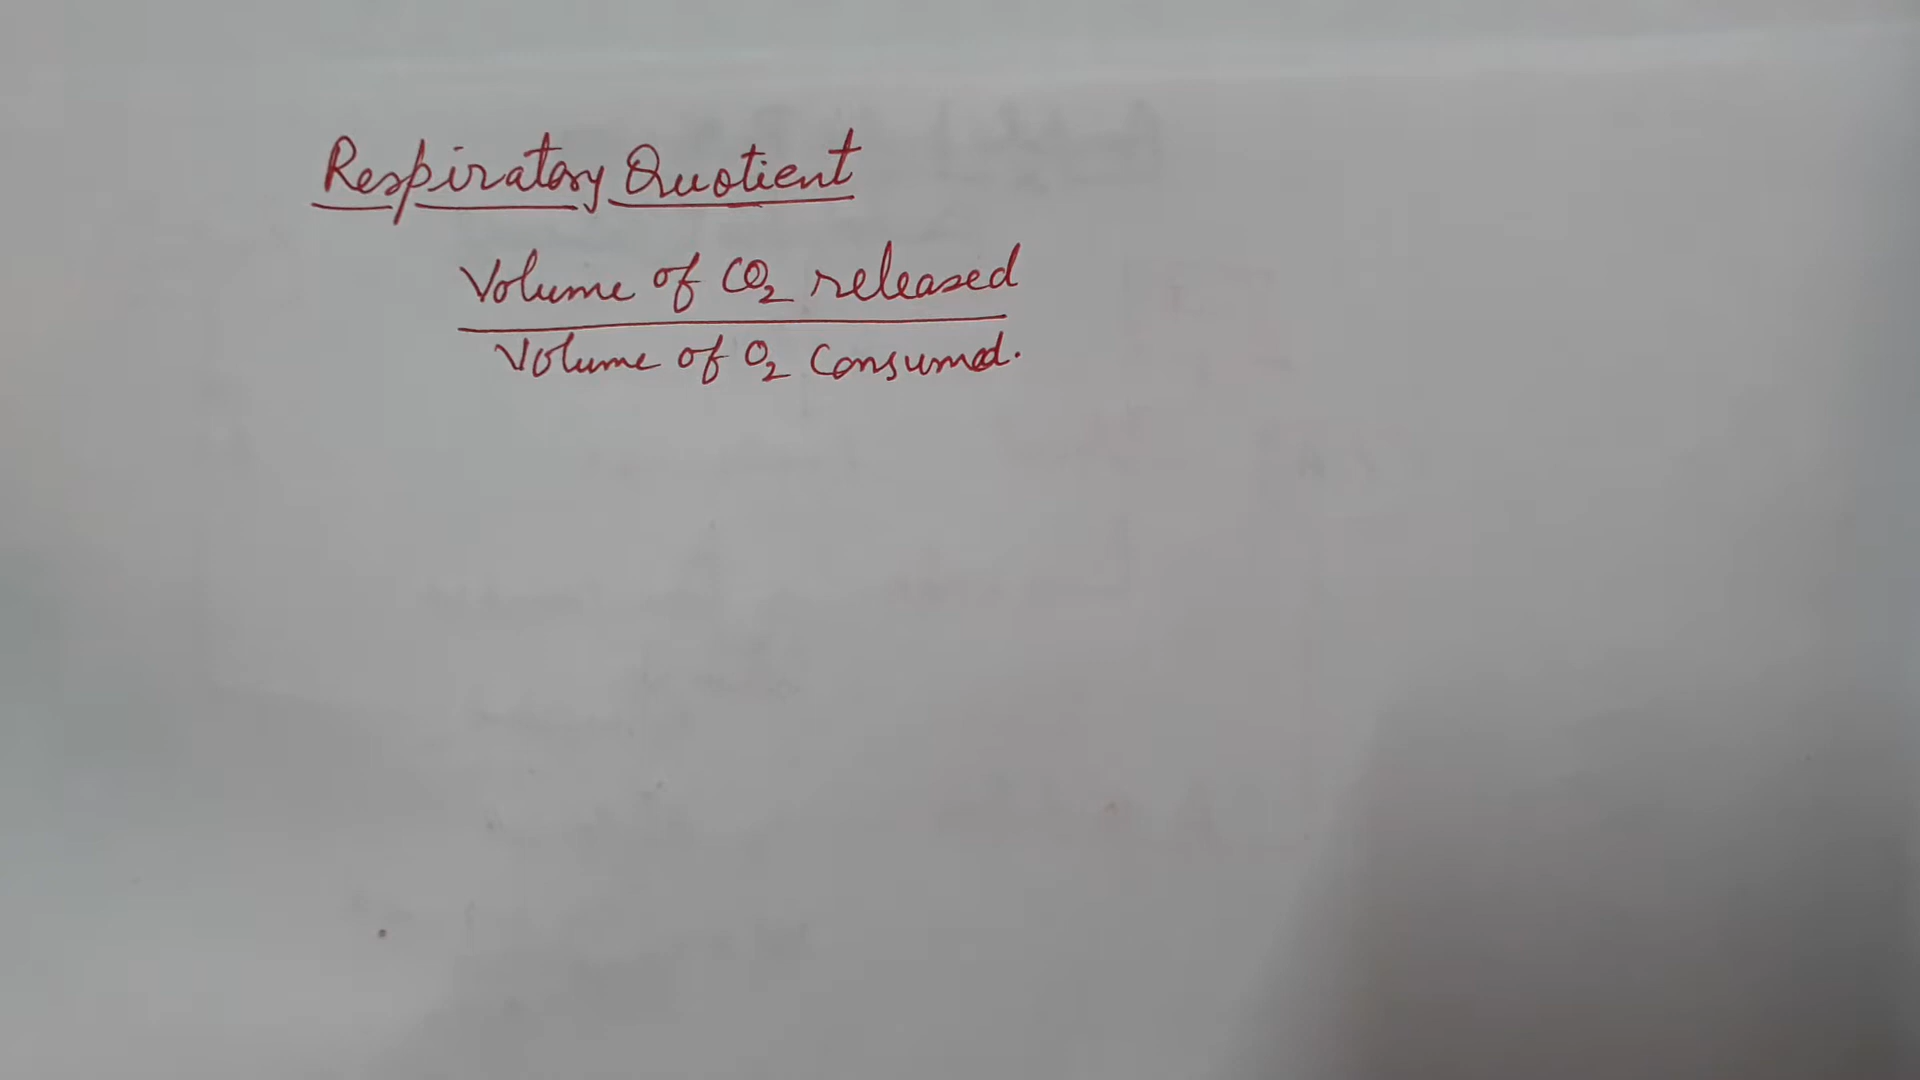 Respiratory Quotient
Volume of CO₂ released
Volume of O₂ Consumed.